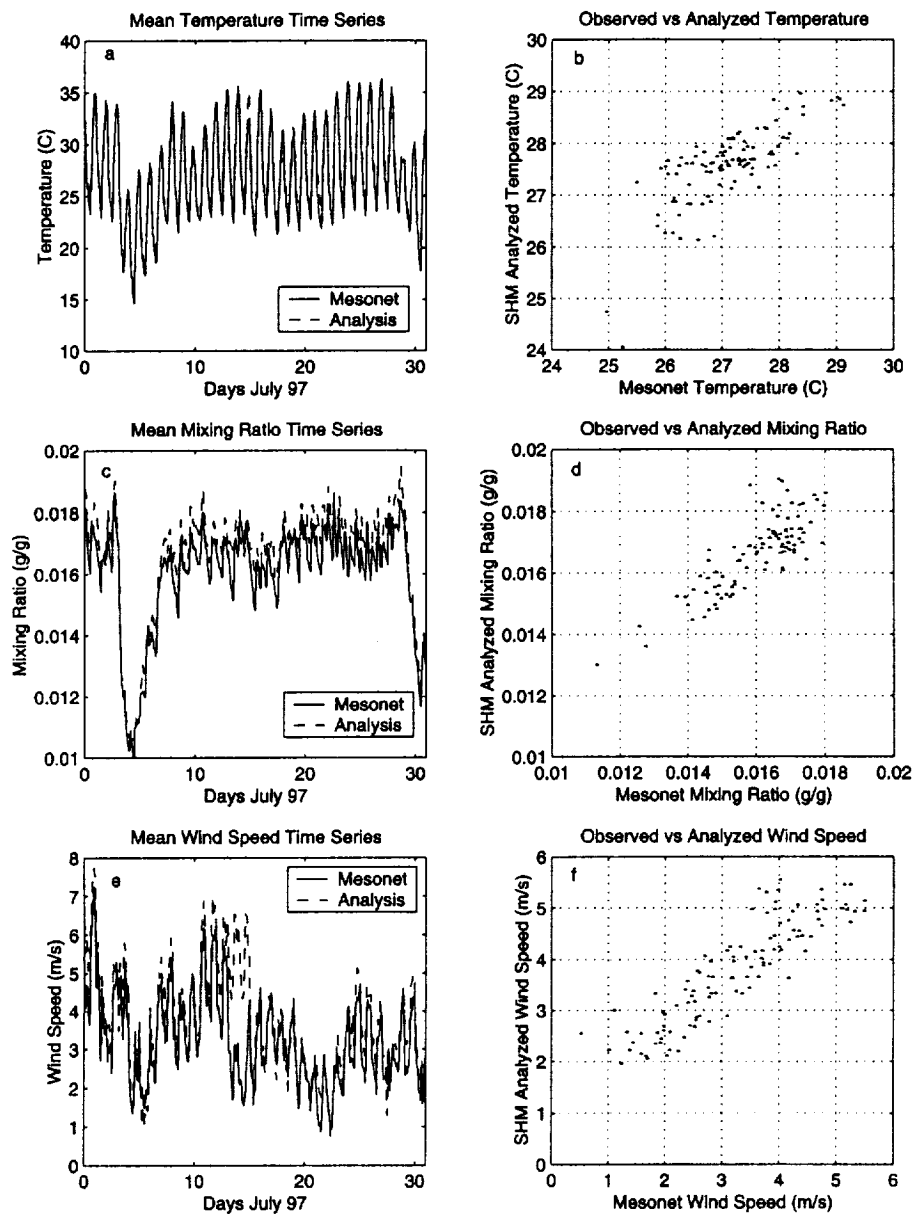 Mean Temperature Time Series
a
40
35
30
25
20
15
10
Temperature (C)
Mesonet
Analysis
0
10
20
30
Days July 97
Observed vs Analyzed Temperature
b
30
29
28
27
26
25
24
SHM Analyzed Temperature (C)
24
25
26
27
28
29
30
Mesonet Temperature (C)
Mean Mixing Ratio Time Series
c
0.02
0.018
0.016
0.014
0.012
0.01
Mixing Ratio (g/g)
Mesonet
Analysis
0
10
20
30
Days July 97
Observed vs Analyzed Mixing Ratio
d
0.02
0.018
0.016
0.014
0.012
0.01
SHM Analyzed Mixing Ratio (g/g)
0.01
0.012
0.014
0.016
0.018
0.02
Mesonet Mixing Ratio (g/g)
Mean Wind Speed Time Series
e
8
7
6
5
4
3
2
1
0
Wind Speed (m/s)
Mesonet
Analysis
0
10
20
30
Days July 97
Observed vs Analyzed Wind Speed
f
6
5
4
3
2
1
0
SHM Analyzed Wind Speed (m/s)
0
1
2
3
4
5
6
Mesonet Wind Speed (m/s)